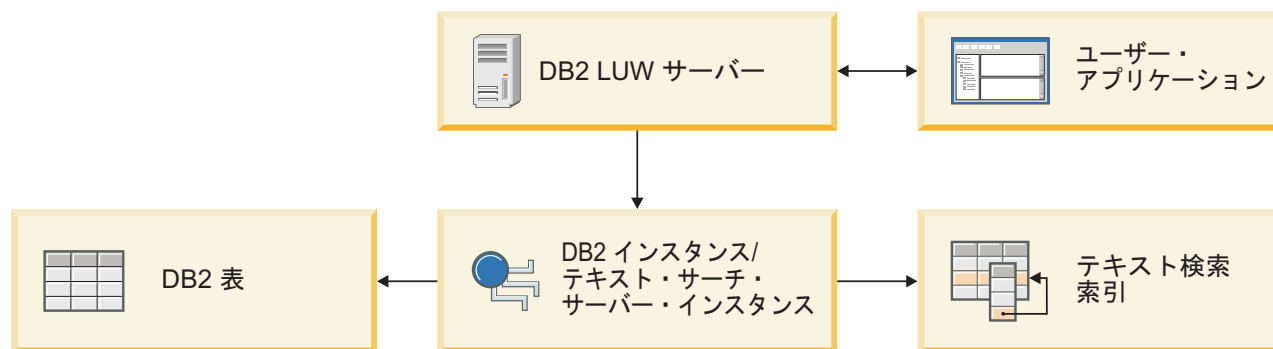 DB2 LUW サーバー
ユーザー・
アプリケーション
DB2 表
DB2 インスタンス/
テキスト・サーチ・
サーバー・インスタンス
テキスト検索
索引